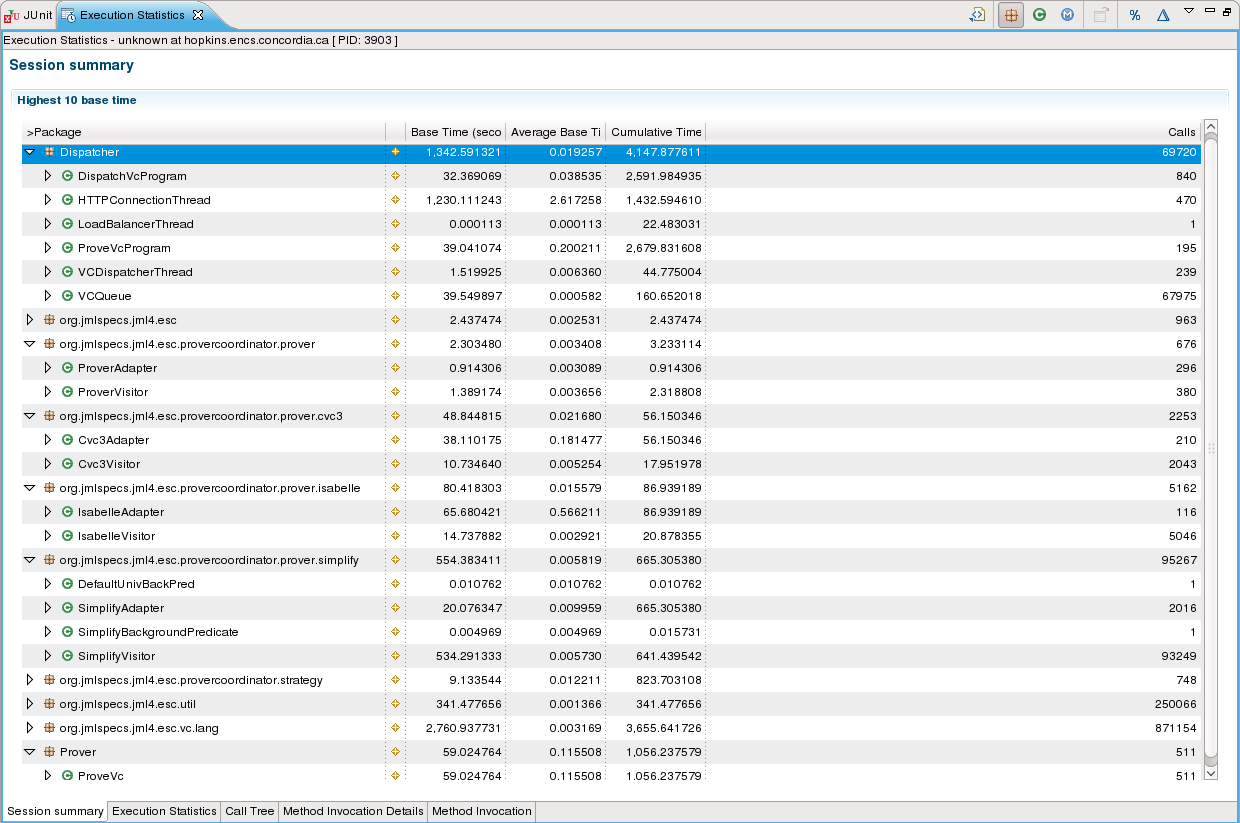 JUnit Execution Statistics
% 
Execution Statistics - unknown at hopkins.encs.concordia.ca [ PID: 3903 ]
Session summary
Highest 10 base time
>Package Base Time (seco Average Base Ti Cumulative Time Calls
Dispatcher 1,342.591321 0.019257 4,147.877611 69720
DispatchVcProgram 32.369069 0.038535 2,591.984935 840
HTTPConnectionThread 1,230.111243 2.617258 1,432.594610 470
LoadBalancerThread 0.000113 0.000113 22.483031 1
ProveVcProgram 39.041074 0.200211 2,679.831608 195
VCDispatcherThread 1.519925 0.006360 44.775004 239
VCQueue 39.549897 0.000582 160.652018 67975
org.jmlspecs.jml4.esc 2.437474 0.002531 2.437474 963
org.jmlspecs.jml4.esc.provercoordinator.prover 2.303480 0.003408 3.233114 676
ProverAdapter 0.914306 0.003089 0.914306 296
ProverVisitor 1.389174 0.003656 2.318808 380
org.jmlspecs.jml4.esc.provercoordinator.prover.cvc3 48.844815 0.021680 56.150346 2253
Cvc3Adapter 38.110175 0.181477 56.150346 210
Cvc3Visitor 10.734640 0.005254 17.951978 2043
org.jmlspecs.jml4.esc.provercoordinator.prover.isabelle 80.418303 0.015579 86.939189 5162
IsabelleAdapter 65.680421 0.566211 86.939189 116
IsabelleVisitor 14.737882 0.002921 20.878355 5046
org.jmlspecs.jml4.esc.provercoordinator.prover.simplify 554.383411 0.005819 665.305380 95267
DefaultUnivBackPred 0.010762 0.010762 0.010762 1
SimplifyAdapter 20.076347 0.009959 665.305380 2016
SimplifyBackgroundPredicate 0.004969 0.004969 0.015731 1
SimplifyVisitor 534.291333 0.005730 641.439542 93249
org.jmlspecs.jml4.esc.provercoordinator.strategy 9.133544 0.012211 823.703108 748
org.jmlspecs.jml4.esc.util 341.477656 0.001366 341.477656 250066
org.jmlspecs.jml4.esc.vc.lang 2,760.937731 0.003169 3,655.641726 871154
Prover 59.024764 0.115508 1,056.237579 511
ProveVc 59.024764 0.115508 1.056.237579 511
Session summary Execution Statistics Call Tree Method Invocation Details Method Invocation